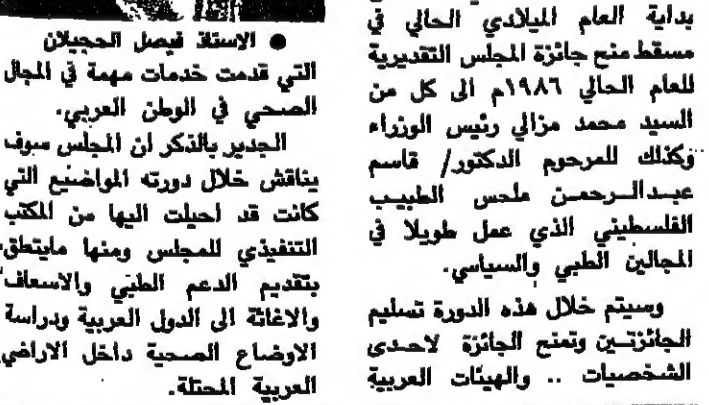 بداية العام الميلادي الحالي في
مسقط منح جائزة المجلس التقديرية
للعام الحالي ١٩٨٦م الى كل من
السيد محمد مزالي رئيس الوزراء
وكذلك للمرحوم الدكتور/ قاسم
عبدالرحمن ملحس الطبيب
الفلسطيني الذي عمل طويلا في
المجالين الطبي والسياسي.
وسيتم خلال هذه الدورة تسليم
الجائزتين وتمنح الجائزة لاحدى
الشخصيات .. والهيئات العربية
● الاستاذ فيصل الحجيلان
التي قدمت خدمات مهمة في المجال
الصحي في الوطن العربي.
الجدير بالذكر ان المجلس سوف
يناقش خلال دورته المواضيع التي
كانت قد احيلت اليها من المكتب
التنفيذي للمجلس ومنها مايتعلق
بتقديم الدعم الطبي والاسعاف
والاغاثة الى الدول العربية ودراسة
الاوضاع الصحية داخل الاراضي
العربية المحتلة.